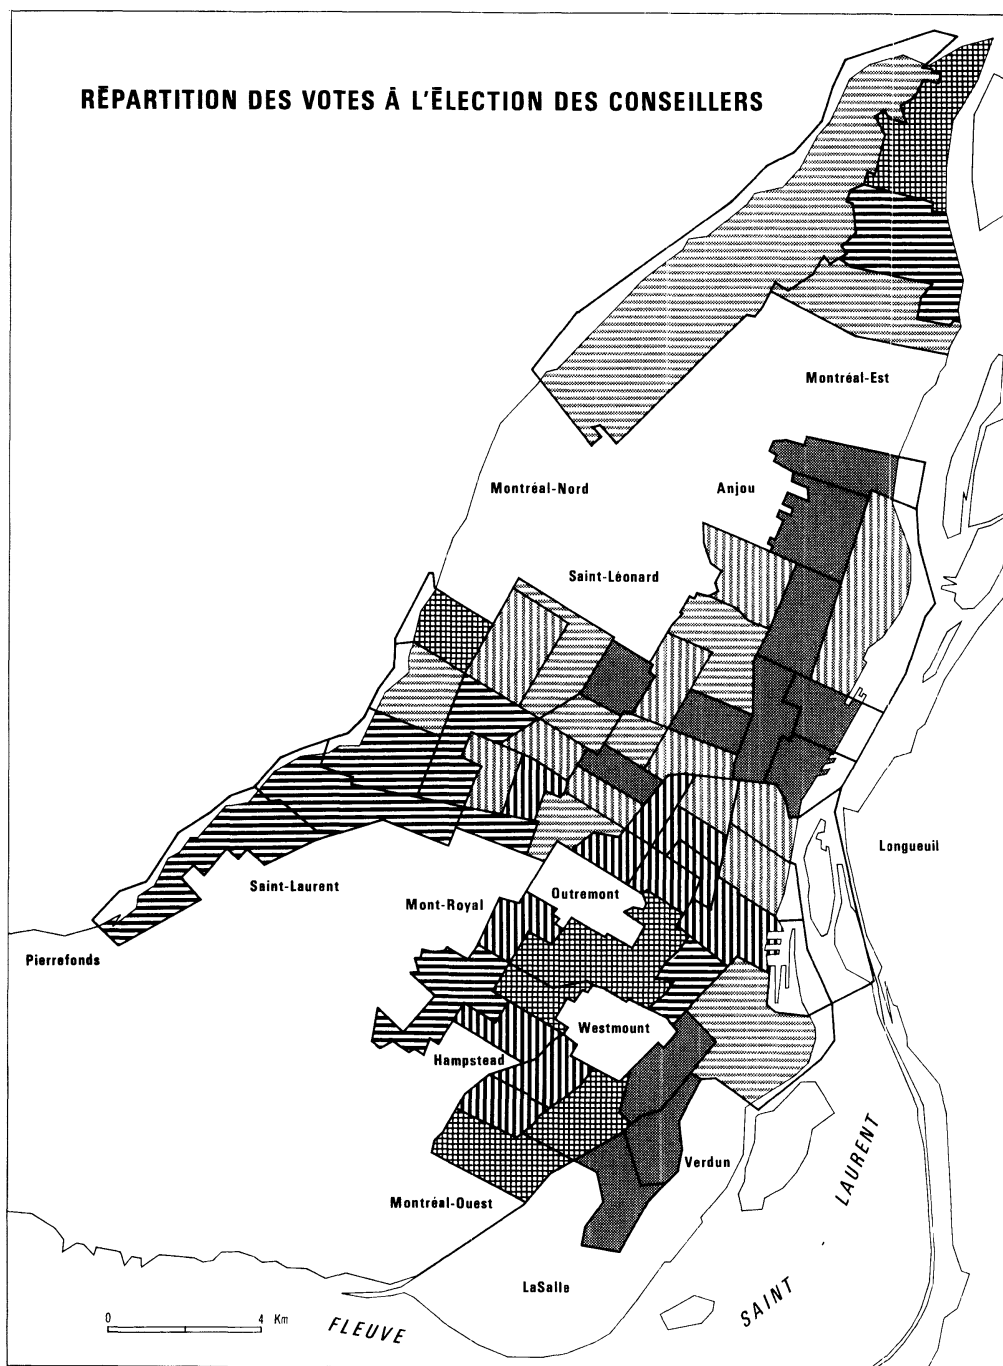 RÉPARTITION DES VOTES À L'ÉLECTION DES CONSEILLERS
Montréal-Est
Montréal-Nord
Anjou
Saint-Léonard
Longueuil
Saint-Laurent
Outremont
Mont-Royal
Pierrefonds
Westmount
Hampstead
Verdun
LAURENT
Montréal-Ouest
LaSalle
SAINT
0 4 Km
FLEUVE